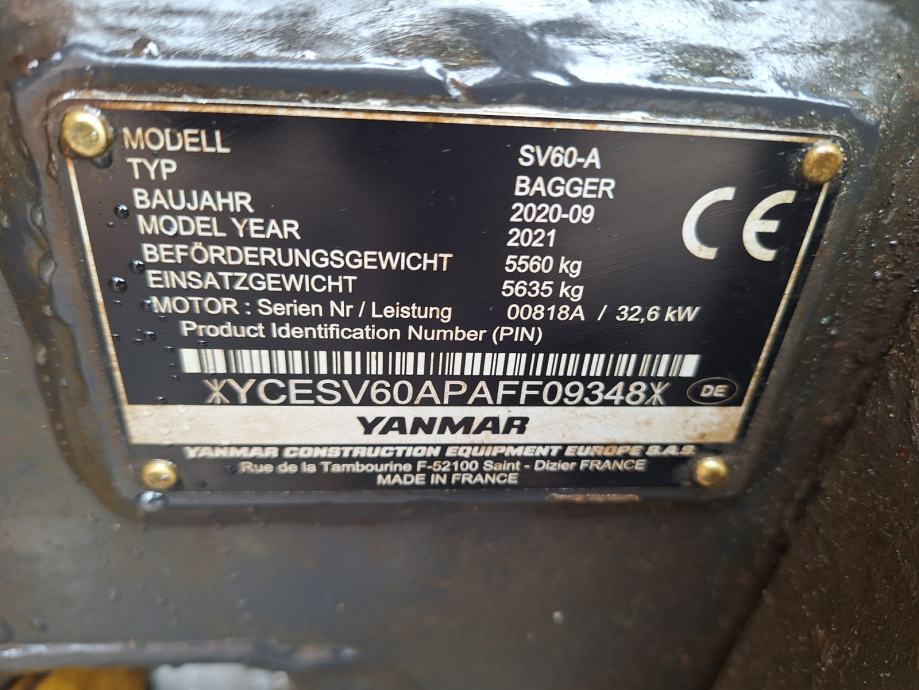 MODELL SV60-A
TYP BAGGER
BAUJAHR 2020-09
MODEL YEAR 2021
BEFÖRDERUNGSGEWICHT 5560 kg
EINSATZGEWICHT 5635 kg
MOTOR : Serien Nr / Leistung 00818A / 32,6 kW
Product Identification Number (PIN)
CE
*YCESV60APAFF09348*
DE
YANMAR
YANMAR CONSTRUCTION EQUIPMENT EUROPE S.A.S.
Rue de la Tambourine F-52100 Saint - Dizier FRANCE
MADE IN FRANCE